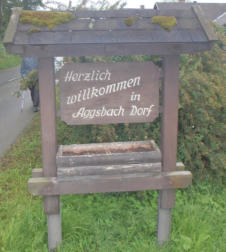 Herzlich
willkommen
in
Aggsbach Dorf